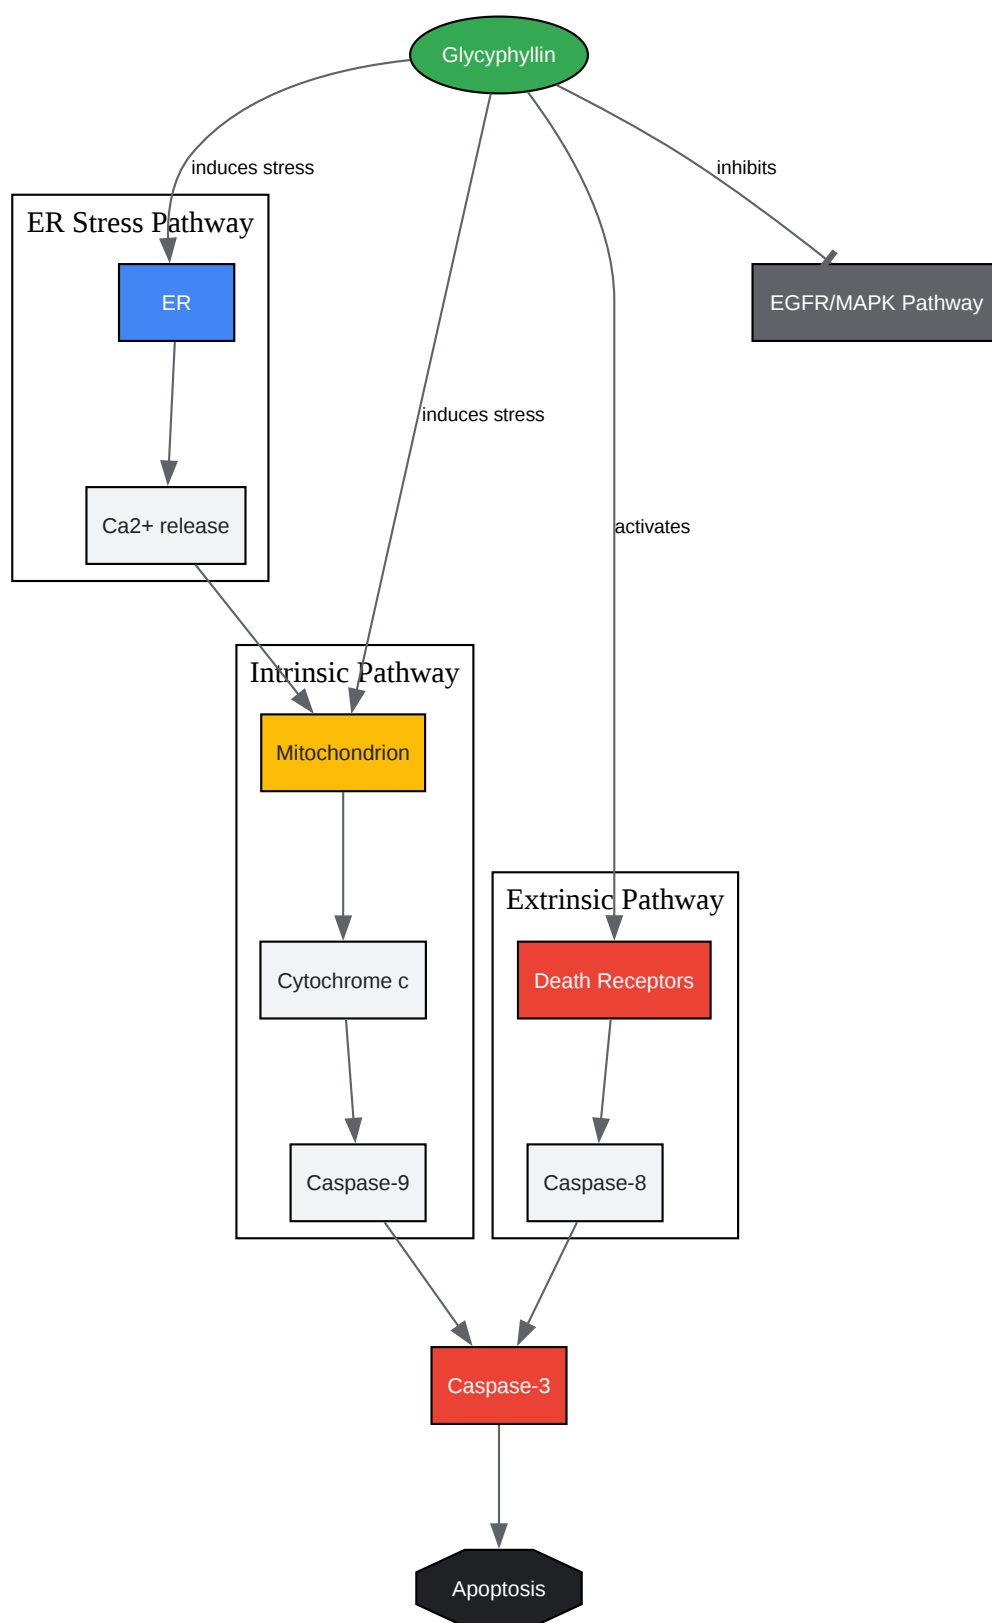 Glycyphyllin
induces stress
inhibits
ER Stress Pathway
ER
EGFR/MAPK Pathway
induces stress
Ca2+ release
activates
Intrinsic Pathway
Mitochondrion
Extrinsic Pathway
Cytochrome c
Death Receptors
Caspase-9
Caspase-8
Caspase-3
Apoptosis